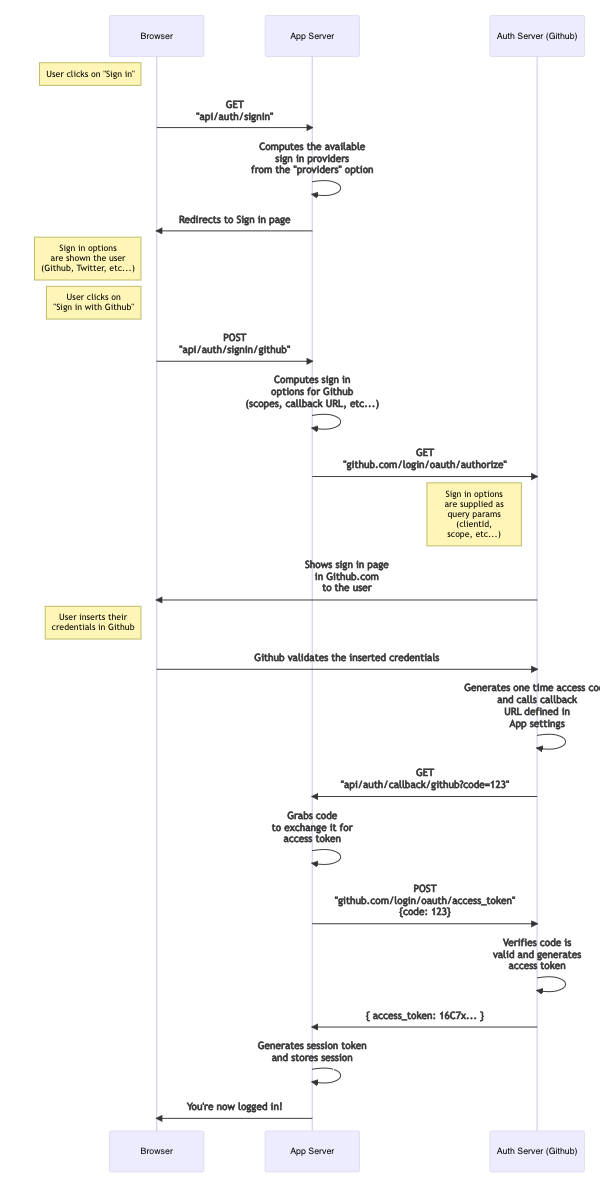 Browser
App Server
Auth Server (Github)
User clicks on "Sign in"
GET
"api/auth/signin"
Computes the available
sign in providers
from the "providers" option
Redirects to Sign in page
Sign in options
are shown the user
(Github, Twitter, etc...)
User clicks on
"Sign in with Github"
POST
"api/auth/signin/github"
Computes sign in
options for Github
(scopes, callback URL, etc...)
GET
"github.com/login/oauth/authorize"
Sign in options
are supplied as
query params
(clientId,
scope, etc...)
Shows sign in page
in Github.com
to the user
User inserts their
credentials in Github
Github validates the inserted credentials
Generates one time access co
and calls callback
URL defined in
App settings
GET
"api/auth/callback/github?code=123"
Grabs code
to exchange it for
access token
POST
"github.com/login/oauth/access_token"
{code: 123}
Verifies code is
valid and generates
access token
{ access_token: 16C7x... }
Generates session token
and stores session
You're now logged in!
Browser
App Server
Auth Server (Github)